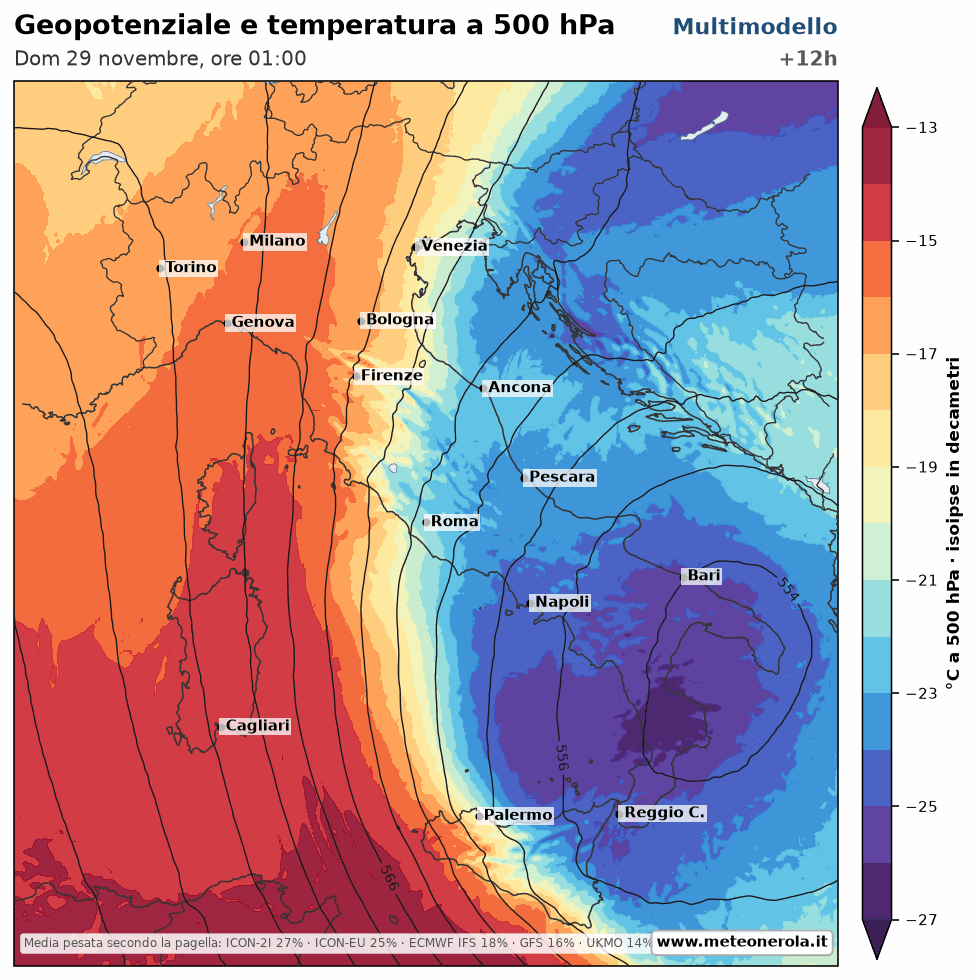 Geopotenziale e temperatura a 500 hPa
Multimodello
Dom 29 novembre, ore 01:00
+12h
Milano
Venezia
Torino
Genova
Bologna
Firenze
Ancona
Pescara
Roma
Bari
554
Napoli
Cagliari
556
Palermo
Reggio C.
566
Media pesata secondo la pagella: ICON-2I 27% · ICON-EU 25% · ECMWF IFS 18% · GFS 16% · UKMO 14%
www.meteonerola.it
−13
−15
−17
−19
−21
−23
−25
−27
°C a 500 hPa · isoipse in decametri